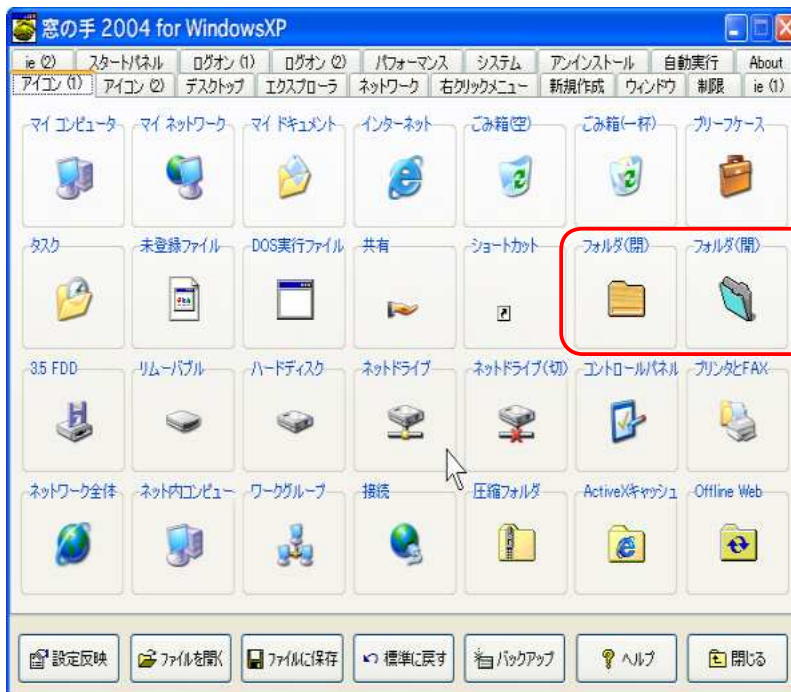 窓の手 2004 for WindowsXP
ie (2) スタートパネル ログオン (1) ログオン (2) パフォーマンス システム アンインストール 自動実行 About
アイコン (1) アイコン (2) デスクトップ エクスプローラ ネットワーク 右クリックメニュー 新規作成 ウィンドウ 制限 ie (1)
マイ コンピュータ マイ ネットワーク マイ ドキュメント インターネット ごみ箱(空) ごみ箱(一杯) ブリーフケース
タスク 未登録ファイル DOS実行ファイル 共有 ショートカット フォルダ(閉) フォルダ(開)
3.5 FDD リムーバブル ハードディスク ネットドライブ ネットドライブ(切) コントロールパネル プリンタとFAX
ネットワーク全体 ネット内コンピュー ワークグループ 接続 圧縮フォルダ ActiveXキャッシュ Offline Web
設定反映 ファイルを開く ファイルに保存 標準に戻す バックアップ ヘルプ 閉じる